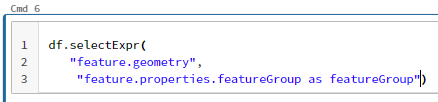 Cmd 6
1 df.selectExpr(
2 "feature.geometry",
3 "feature.properties.featureGroup as featureGroup")